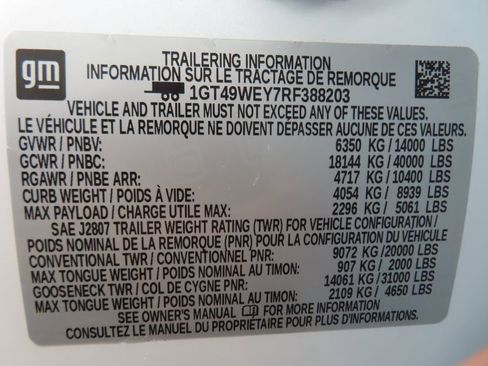 gm
TRAILERING INFORMATION
INFORMATION SUR LE TRACTAGE DE REMORQUE
1GT49WEY7RF388203
VEHICLE AND TRAILER MUST NOT EXCEED ANY OF THESE VALUES
LE VÉHICULE ET LA REMORQUE NE DOIVENT DÉPASSER AUCUNE DE CES VALEURS
GVWR / PNBV: 6350 KG / 14000 LBS
GCWR / PNBC: 18144 KG / 40000 LBS
RGAWR / PNBE ARR: 4717 KG / 10400 LBS
CURB WEIGHT / POIDS À VIDE: 4054 KG / 8939 LBS
MAX PAYLOAD / CHARGE UTILE MAX: 2296 KG / 5061 LBS
SAE J2807 TRAILER WEIGHT RATING (TWR) FOR VEHICLE CONFIGURATION/
POIDS NOMINAL DE LA REMORQUE (PNR) POUR LA CONFIGURATION DU VÉHICULE
CONVENTIONAL TWR / CONVENTIONNEL PNR: 9072 KG / 20000 LBS
MAX TONGUE WEIGHT / POIDS MAXIMAL AU TIMON: 907 KG / 2000 LBS
GOOSENECK TWR / COL DE CYGNE PNR: 14061 KG / 31000 LBS
MAX TONGUE WEIGHT / POIDS MAXIMAL AU TIMON: 2109 KG / 4650 LBS
SEE OWNER'S MANUAL FOR MORE INFORMATION/
CONSULTEZ LE MANUEL DU PROPRIÉTAIRE POUR PLUS D'INFORMATIONS.